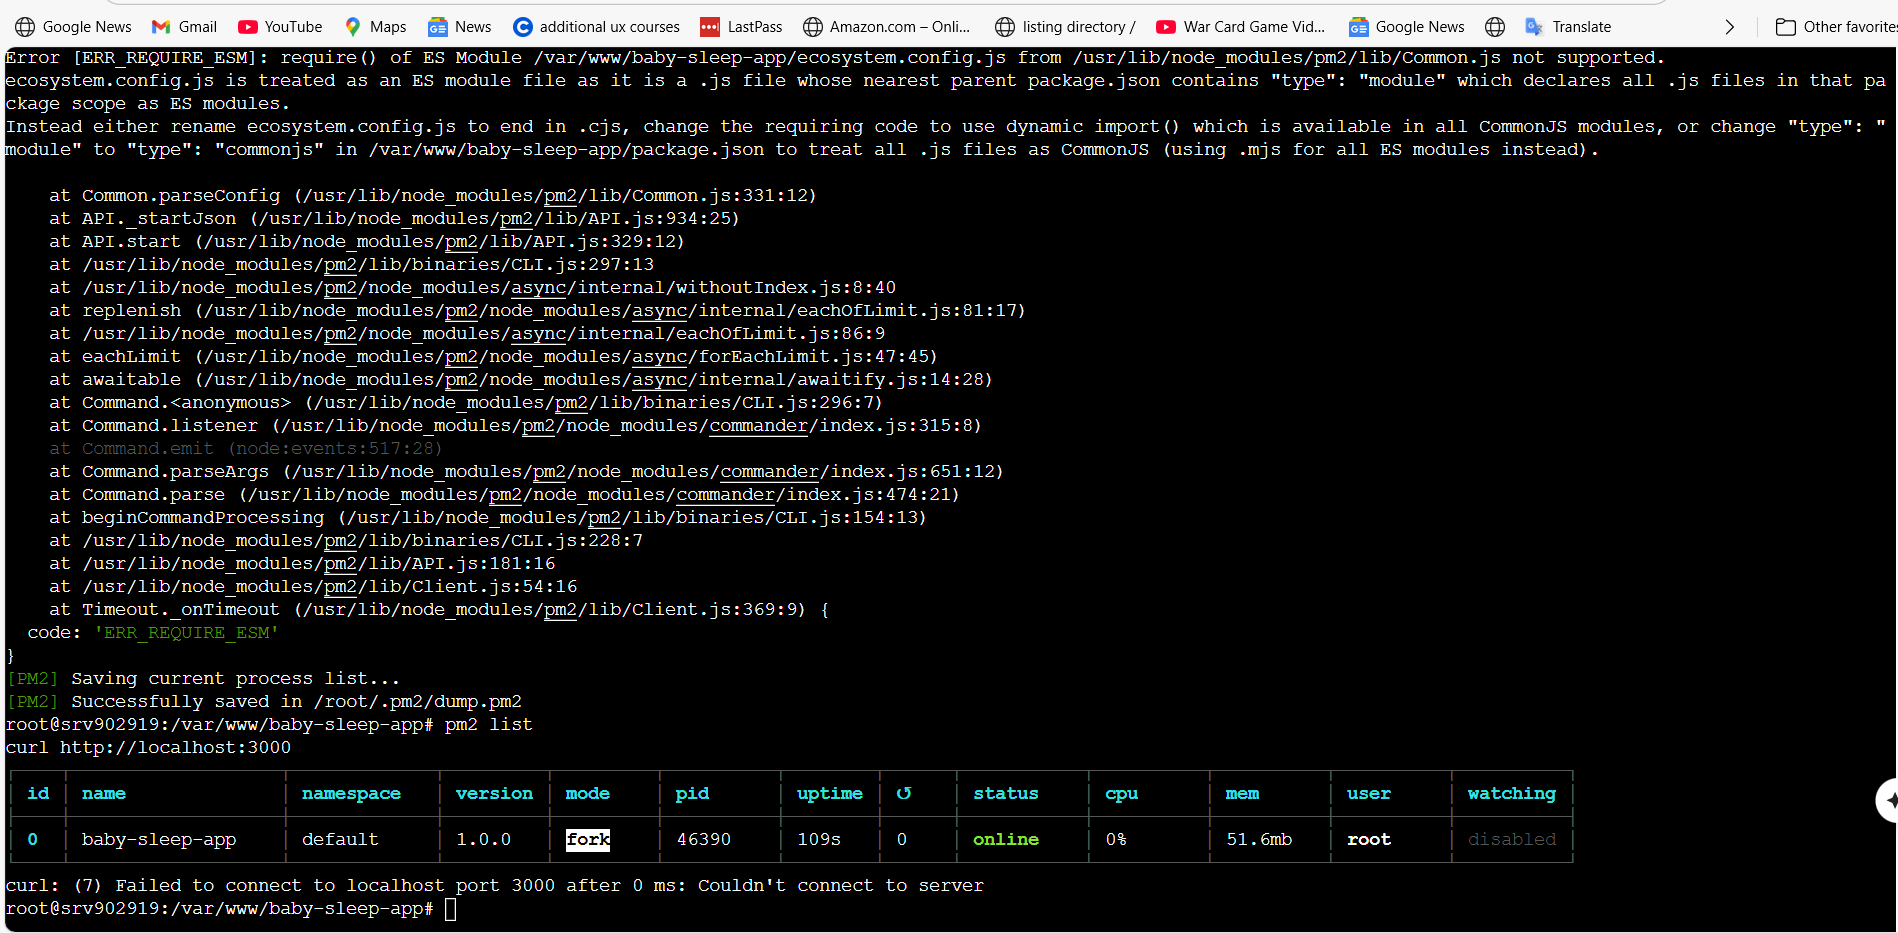 Google News Gmail YouTube Maps News additional ux courses LastPass Amazon.com – Onli... listing directory / War Card Game Vid... Google News Translate Other favorites
Error [ERR_REQUIRE_ESM]: require() of ES Module /var/www/baby-sleep-app/ecosystem.config.js from /usr/lib/node_modules/pm2/lib/Common.js not supported.
ecosystem.config.js is treated as an ES module file as it is a .js file whose nearest parent package.json contains "type": "module" which declares all .js files in that pa
ckage scope as ES modules.
Instead either rename ecosystem.config.js to end in .cjs, change the requiring code to use dynamic import() which is available in all CommonJS modules, or change "type": "
module" to "type": "commonjs" in /var/www/baby-sleep-app/package.json to treat all .js files as CommonJS (using .mjs for all ES modules instead).
at Common.parseConfig (/usr/lib/node_modules/pm2/lib/Common.js:331:12)
at API._startJson (/usr/lib/node_modules/pm2/lib/API.js:934:25)
at API.start (/usr/lib/node_modules/pm2/lib/API.js:329:12)
at /usr/lib/node_modules/pm2/lib/binaries/CLI.js:297:13
at /usr/lib/node_modules/pm2/node_modules/async/internal/withoutIndex.js:8:40
at replenish (/usr/lib/node_modules/pm2/node_modules/async/internal/eachOfLimit.js:81:17)
at /usr/lib/node_modules/pm2/node_modules/async/internal/eachOfLimit.js:86:9
at eachLimit (/usr/lib/node_modules/pm2/node_modules/async/forEachLimit.js:47:45)
at awaitable (/usr/lib/node_modules/pm2/node_modules/async/internal/awaitify.js:14:28)
at Command.<anonymous> (/usr/lib/node_modules/pm2/lib/binaries/CLI.js:296:7)
at Command.listener (/usr/lib/node_modules/pm2/node_modules/commander/index.js:315:8)
at Command.emit (node:events:517:28)
at Command.parseArgs (/usr/lib/node_modules/pm2/node_modules/commander/index.js:651:12)
at Command.parse (/usr/lib/node_modules/pm2/node_modules/commander/index.js:474:21)
at beginCommandProcessing (/usr/lib/node_modules/pm2/lib/binaries/CLI.js:154:13)
at /usr/lib/node_modules/pm2/lib/binaries/CLI.js:228:7
at /usr/lib/node_modules/pm2/lib/API.js:181:16
at /usr/lib/node_modules/pm2/lib/Client.js:54:16
at Timeout._onTimeout (/usr/lib/node_modules/pm2/lib/Client.js:369:9) {
code: 'ERR_REQUIRE_ESM'
}
[PM2] Saving current process list...
[PM2] Successfully saved in /root/.pm2/dump.pm2
root@srv902919:/var/www/baby-sleep-app# pm2 list
curl http://localhost:3000
id name namespace version mode pid uptime ↺ status cpu mem user watching
0 baby-sleep-app default 1.0.0 fork 46390 109s 0 online 0% 51.6mb root disabled
curl: (7) Failed to connect to localhost port 3000 after 0 ms: Couldn't connect to server
root@srv902919:/var/www/baby-sleep-app#